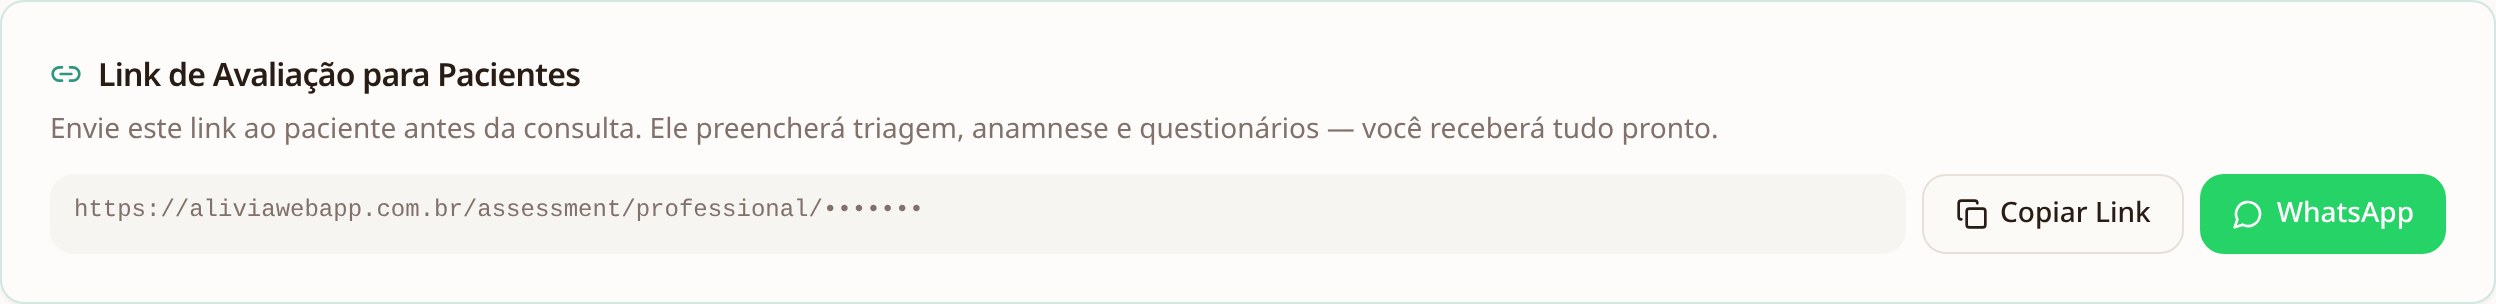 Link de Avaliação para Pacientes
Envie este link ao paciente antes da consulta. Ele preencherá triagem, anamnese e questionários — você receberá tudo pronto.
https://aliviawebapp.com.br/assessment/professional/•••••••
Copiar Link
WhatsApp